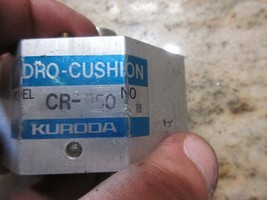 DRO-CUSHION
EL NO
CR- 50 B
KURODA